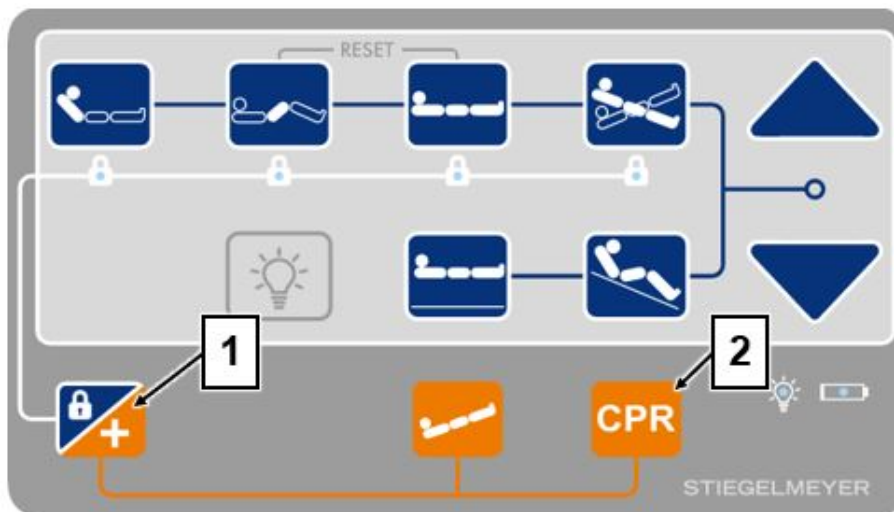 RESET
1
2
+
CPR
STIEGELMEYER